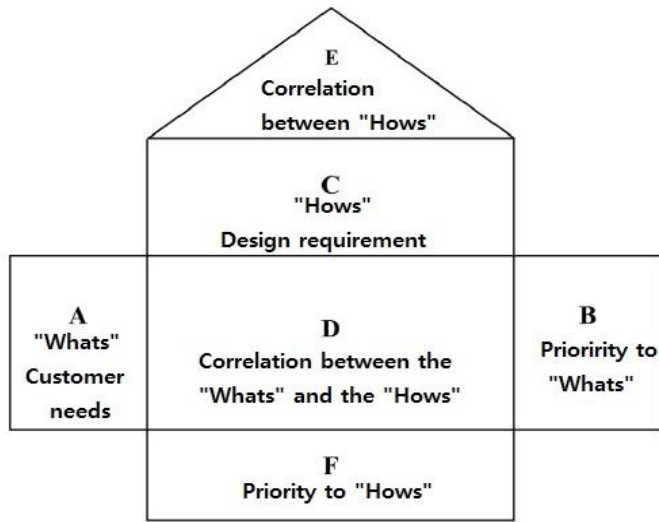 E
Correlation
between "Hows"
C
"Hows"
Design requirement
A
"Whats"
Customer
needs
D
Correlation between the
"Whats" and the "Hows"
B
Prioririty to
"Whats"
F
Priority to "Hows"